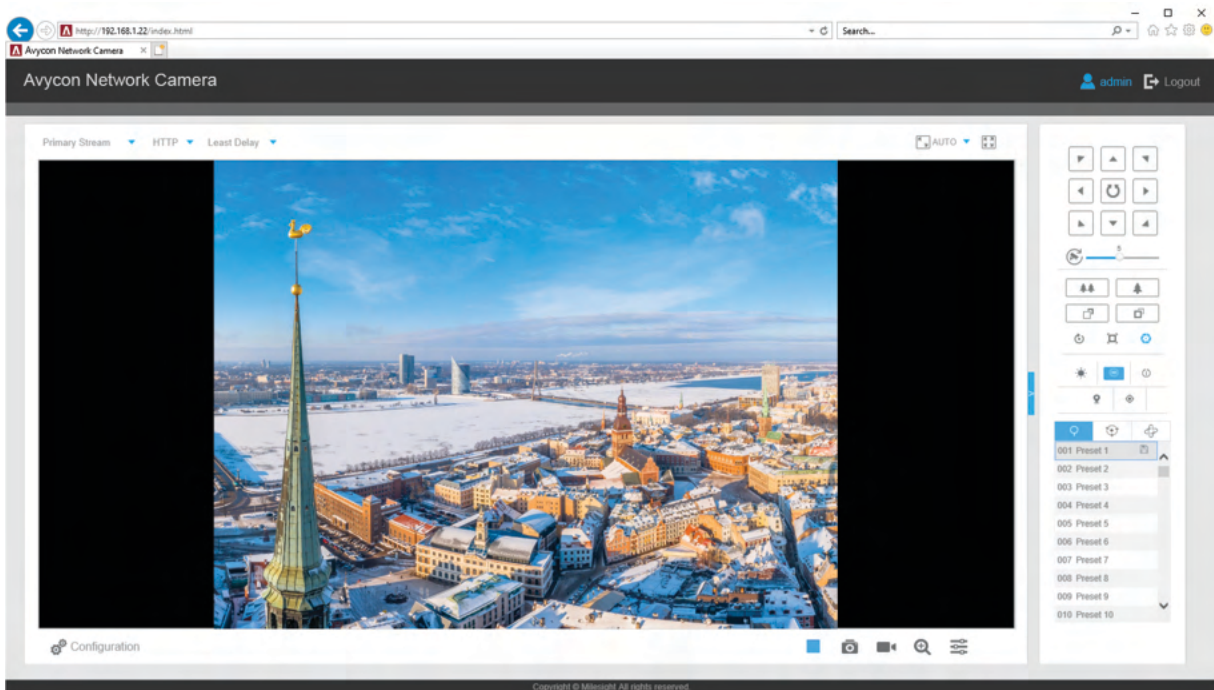 http://192.168.1.22/index.html
Search...
Avycon Network Camera
Avycon Network Camera
admin
Logout
Primary Stream
HTTP
Least Delay
AUTO
5
001 Preset 1
002 Preset 2
003 Preset 3
004 Preset 4
005 Preset 5
006 Preset 6
007 Preset 7
008 Preset 8
009 Preset 9
010 Preset 10
Configuration
Copyright © Milesight All rights reserved.